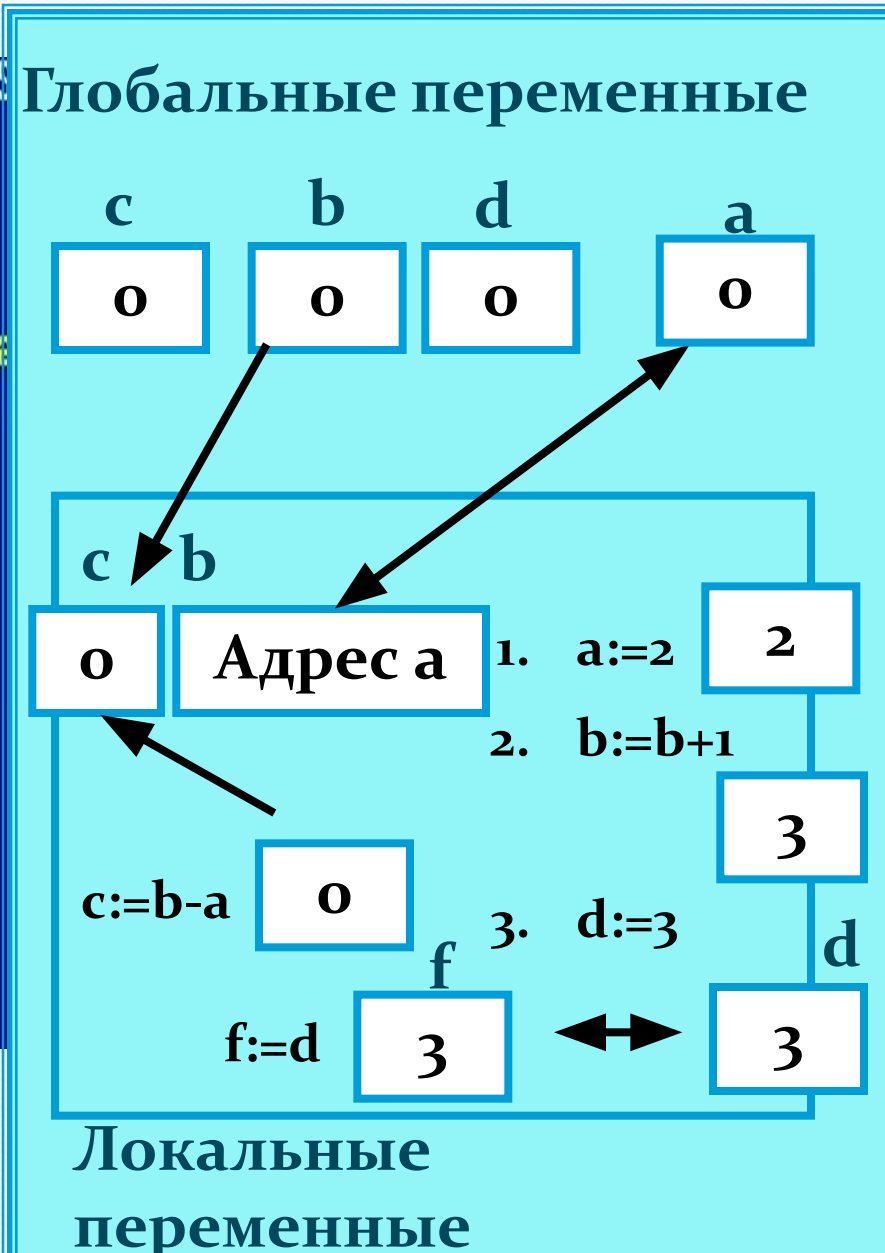 Глобальные переменные
c b d a
0 0 0 0
c b
0 Адрес a
1. a:=2 2
2. b:=b+1
3
c:=b-a 0
3. d:=3
f d
f:=d 3 3
Локальные
переменные